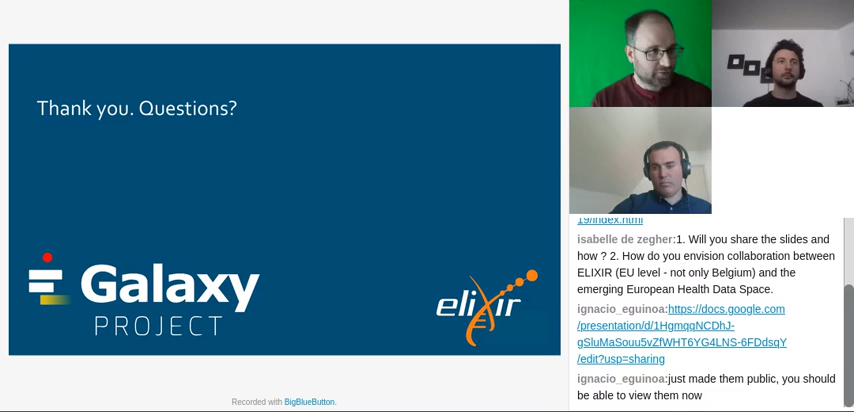 Thank you. Questions?
Galaxy
PROJECT
elixir
Recorded with BigBlueButton.
19/index.html
isabelle de zegher:1. Will you share the slides and
how ? 2. How do you envision collaboration between
ELIXIR (EU level - not only Belgium) and the
emerging European Health Data Space.
ignacio_eguinoa:https://docs.google.com
/presentation/d/1HgmqqNCDhJ-
gSluMaSouu5vZfWHT6YG4LNS-6FDdsqY
/edit?usp=sharing
ignacio_eguinoa:just made them public, you should
be able to view them now